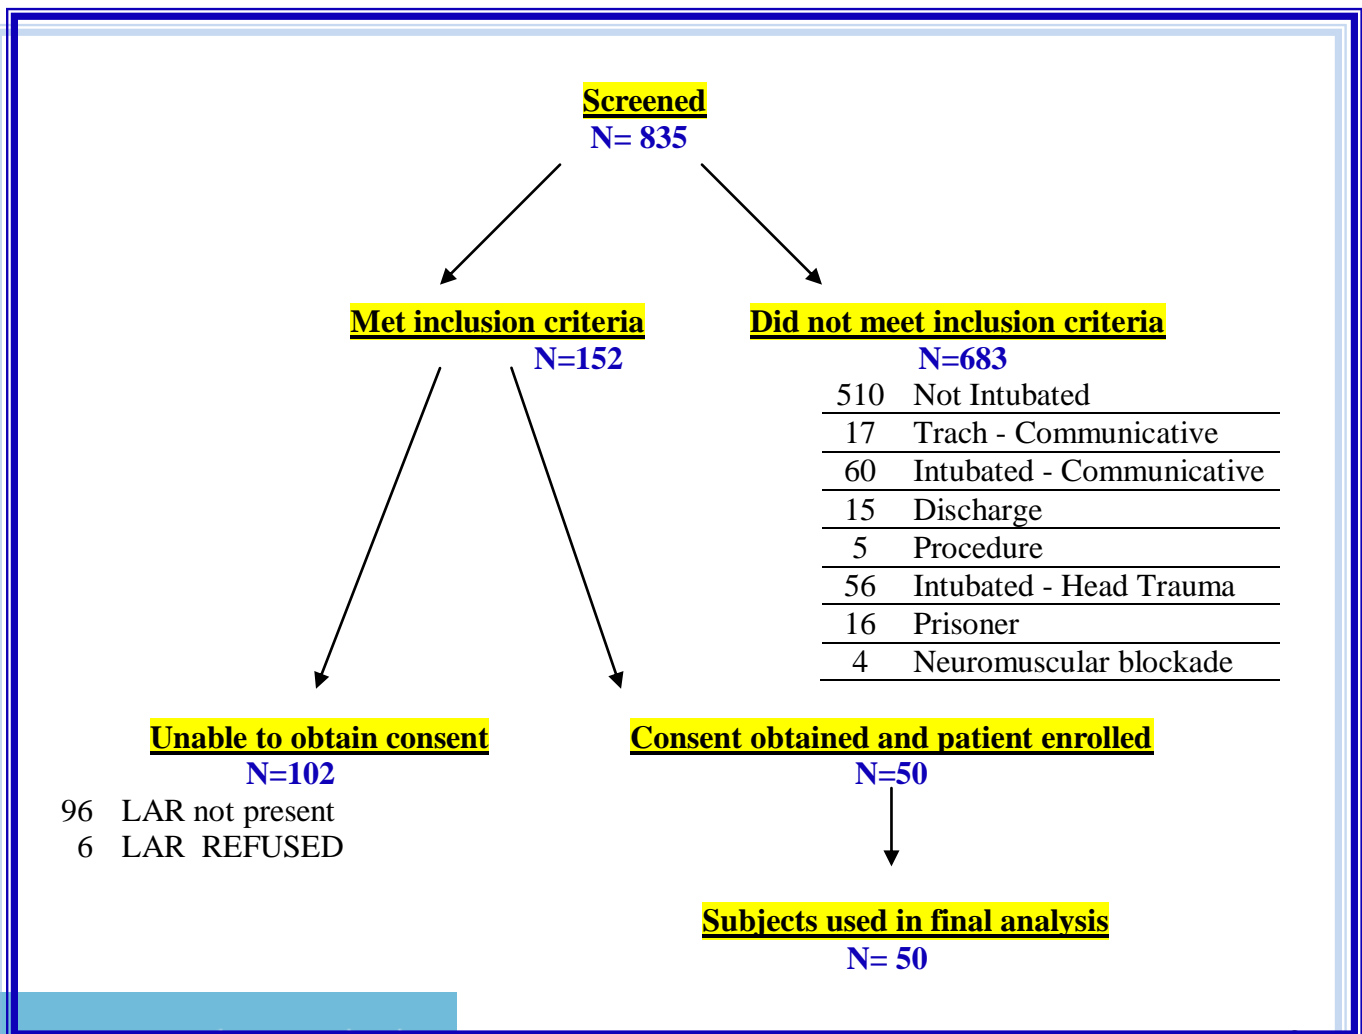 Screened
N= 835
Met inclusion criteria
N=152
Did not meet inclusion criteria
N=683
510 Not Intubated
17 Trach - Communicative
60 Intubated - Communicative
15 Discharge
5 Procedure
56 Intubated - Head Trauma
16 Prisoner
4 Neuromuscular blockade
Unable to obtain consent
N=102
96 LAR not present
6 LAR REFUSED
Consent obtained and patient enrolled
N=50
Subjects used in final analysis
N= 50